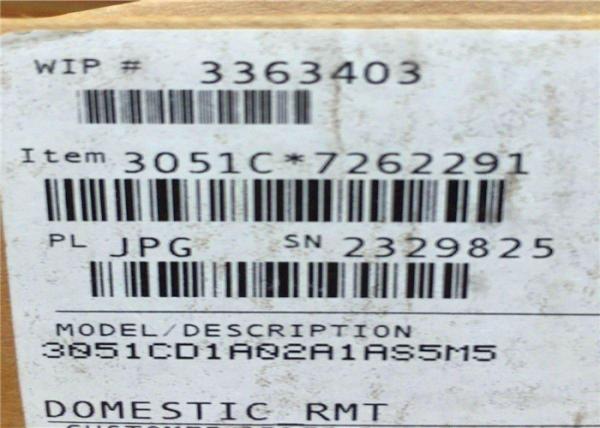 WIP # 3363403
Item 3051C*7262291
PL JPG SN 2329825
MODEL/DESCRIPTION
3051CD1A02A1AS5M5
DOMESTIC RMT